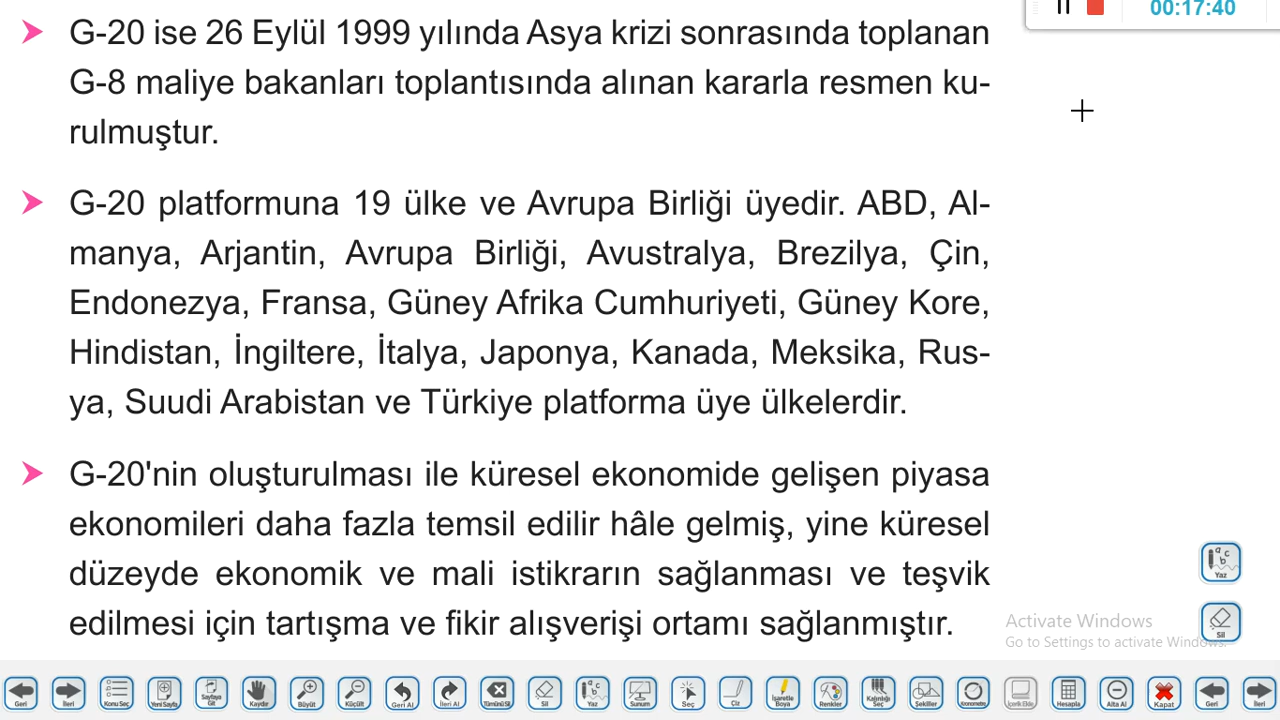 00:17:40
G-20 ise 26 Eylül 1999 yılında Asya krizi sonrasında toplanan
G-8 maliye bakanları toplantısında alınan kararla resmen ku-
rulmuştur.
G-20 platformuna 19 ülke ve Avrupa Birliği üyedir. ABD, Al-
manya, Arjantin, Avrupa Birliği, Avustralya, Brezilya, Çin,
Endonezya, Fransa, Güney Afrika Cumhuriyeti, Güney Kore,
Hindistan, İngiltere, İtalya, Japonya, Kanada, Meksika, Rus-
ya, Suudi Arabistan ve Türkiye platforma üye ülkelerdir.
G-20'nin oluşturulması ile küresel ekonomide gelişen piyasa
ekonomileri daha fazla temsil edilir hâle gelmiş, yine küresel
düzeyde ekonomik ve mali istikrarın sağlanması ve teşvik
edilmesi için tartışma ve fikir alışverişi ortamı sağlanmıştır.
a b c
Yaz
Sil
Activate Windows
Go to Settings to activate Windows.
Geri İleri Konu Seç Yeni Sayfa Sayfaya Git Kaydır Büyüt Küçült Geri Al İleri Al Tümünü Sil Sil Yaz Sunum Seç Çiz İşaretle Boya Renkler Kalınlığı Seç Şekiller Kronometre İçerik Ekle Hesapla Alta Al Kapat Geri İleri